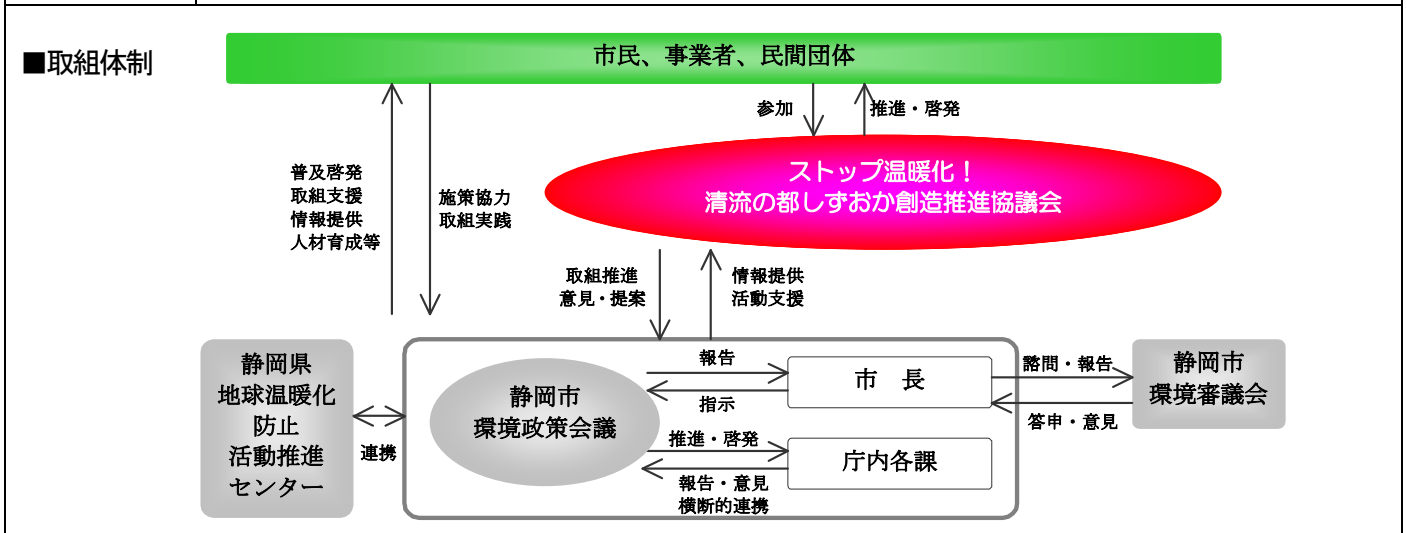 ■取組体制
市民、事業者、民間団体
参加
推進・啓発
ストップ温暖化！
清流の都しずおか創造推進協議会
普及啓発
取組支援
情報提供
人材育成等
施策協力
取組実践
取組推進
意見・提案
情報提供
活動支援
静岡県
地球温暖化
防止
活動推進
センター
連携
静岡市
環境政策会議
報告
指示
市　長
推進・啓発
報告・意見
横断的連携
庁内各課
諮問・報告
答申・意見
静岡市
環境審議会